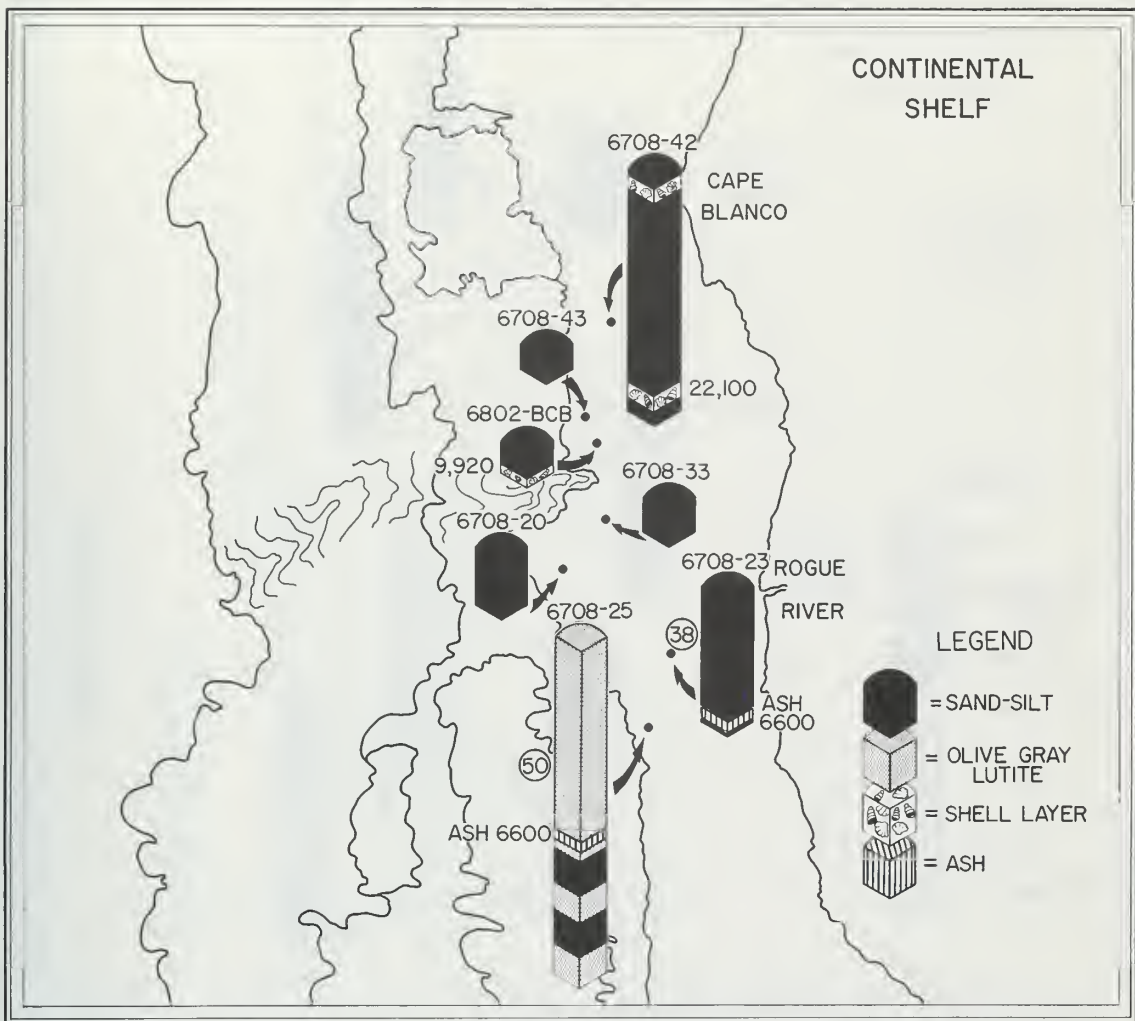 CONTINENTAL
SHELF
6708-42
CAPE
BLANCO
6708-43
22,100
6802-BCB
9,920
6708-33
6708-20
6708-23
ROGUE
RIVER
6708-25
38
ASH
6600
50
ASH 6600
LEGEND
= SAND-SILT
= OLIVE GRAY
LUTITE
= SHELL LAYER
= ASH